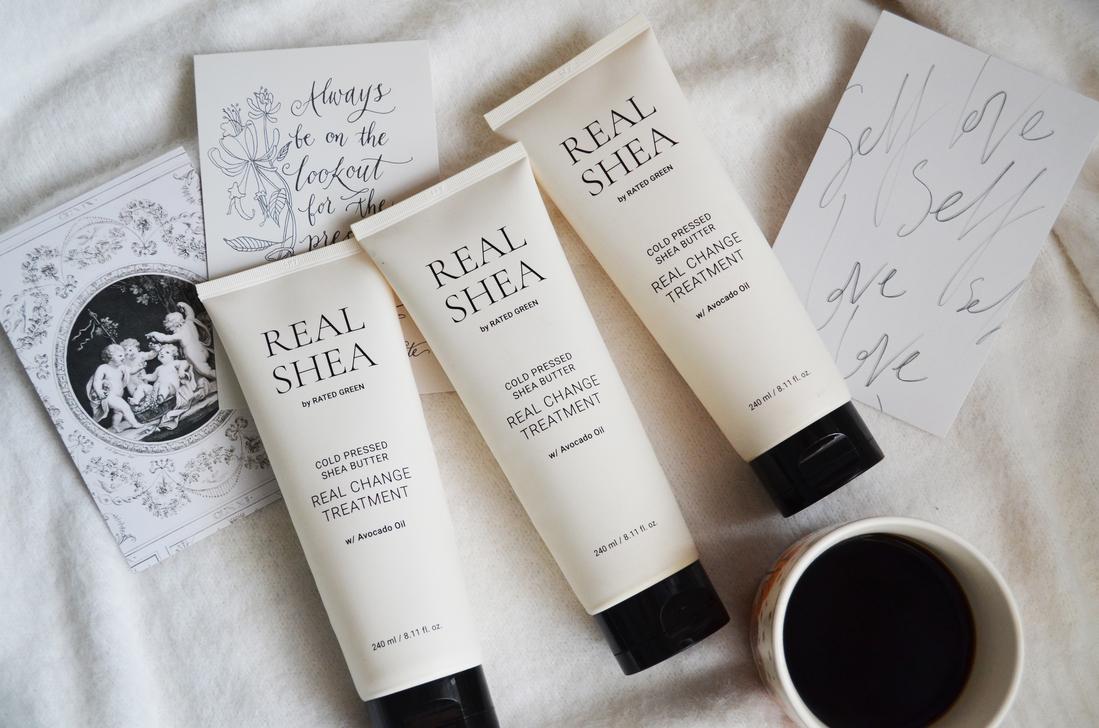 Always
be on the
lookout
for the
REAL
SHEA
by RATED GREEN
COLD PRESSED
SHEA BUTTER
REAL CHANGE
TREATMENT
w/ Avocado Oil
240 ml / 8.11 fl. oz.
REAL
SHEA
by RATED GREEN
COLD PRESSED
SHEA BUTTER
REAL CHANGE
TREATMENT
w/ Avocado Oil
240 ml / 8.11 fl. oz.
REAL
SHEA
by RATED GREEN
COLD PRESSED
SHEA BUTTER
REAL CHANGE
TREATMENT
w/ Avocado Oil
240 ml / 8.11 fl. oz.
self love
self
love
love